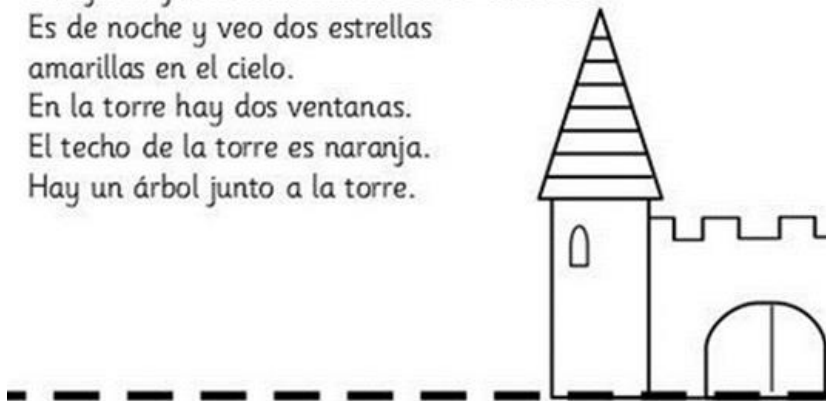 Es de noche y veo dos estrellas
amarillas en el cielo.
En la torre hay dos ventanas.
El techo de la torre es naranja.
Hay un árbol junto a la torre.